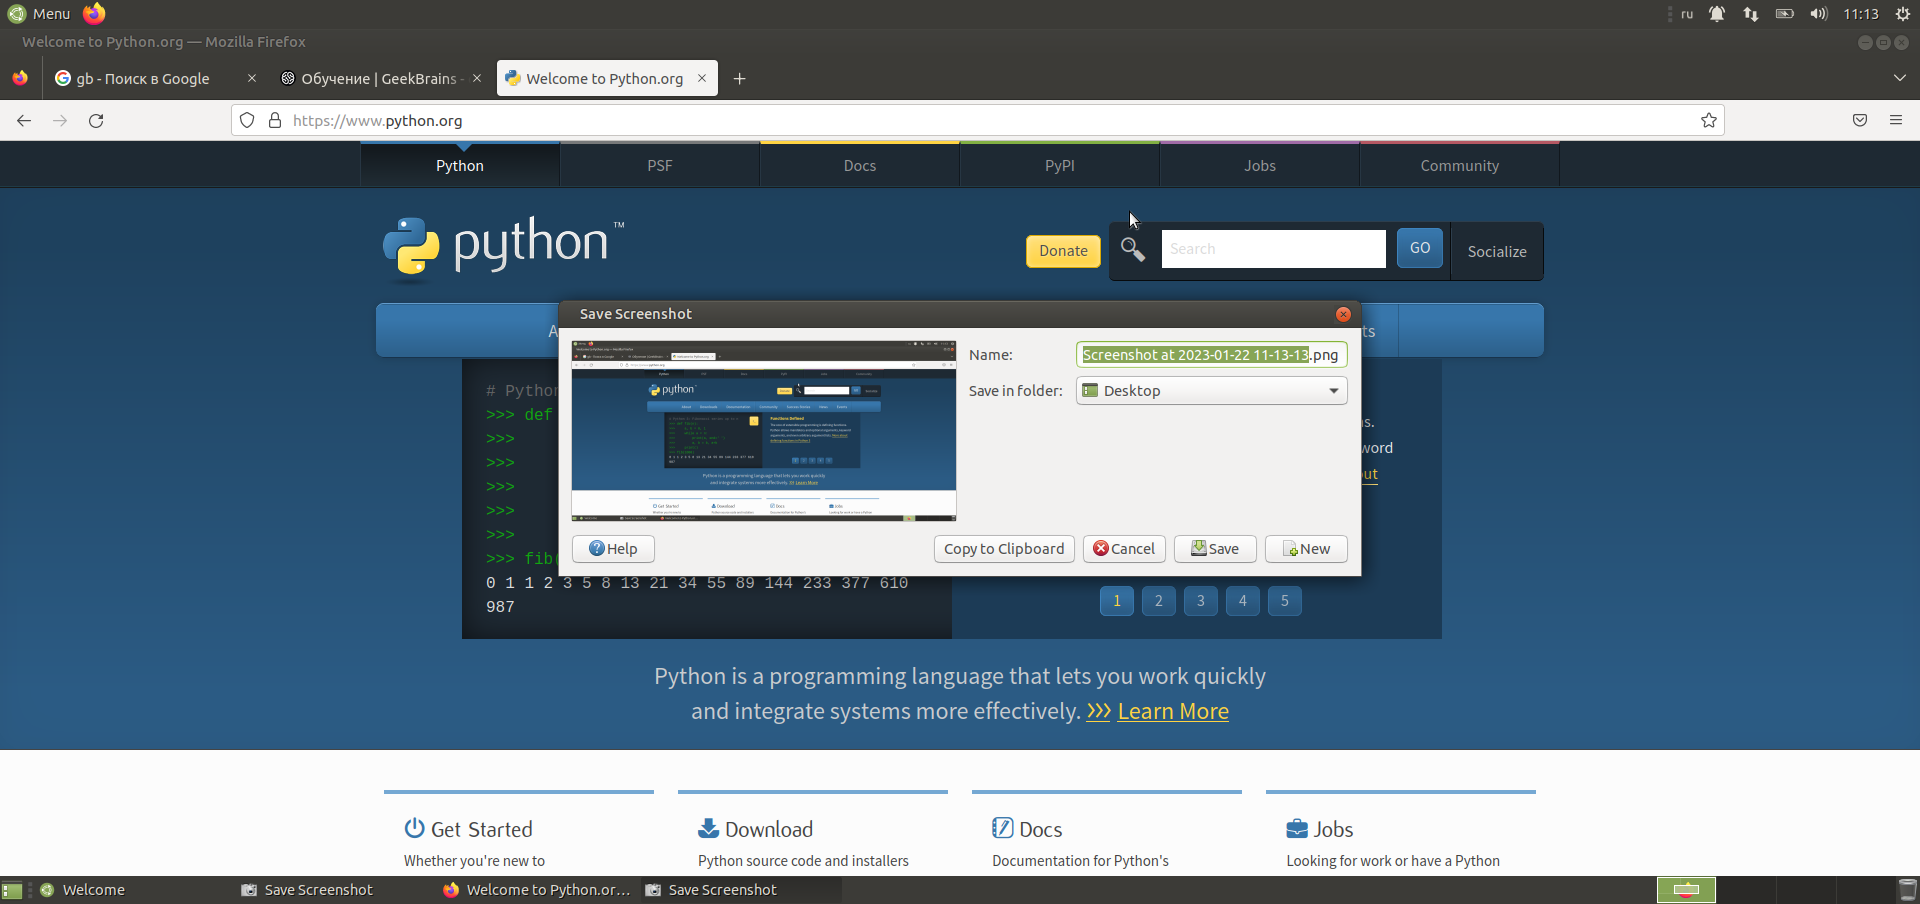 Menu
ru
11:13
Welcome to Python.org — Mozilla Firefox
gb - Поиск в Google
Обучение | GeekBrains -
Welcome to Python.org
https://www.python.org
Python
PSF
Docs
PyPI
Jobs
Community
python™
Donate
Search
GO
Socialize
A
ts
Save Screenshot
Name:
Screenshot at 2023-01-22 11-13-13.png
Save in folder:
Desktop
Help
Copy to Clipboard
Cancel
Save
New
# Python
>>> def
>>>
>>>
>>>
>>>
>>>
>>> fib(
0 1 1 2 3 5 8 13 21 34 55 89 144 233 377 610
987
s.
word
ut
1
2
3
4
5
Python is a programming language that lets you work quickly
and integrate systems more effectively. >>> Learn More
Get Started
Whether you're new to
Download
Python source code and installers
Docs
Documentation for Python's
Jobs
Looking for work or have a Python
Welcome
Save Screenshot
Welcome to Python.or...
Save Screenshot